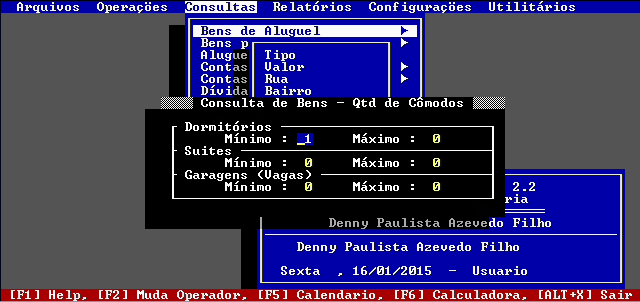 Arquivos Operações Consultas Relatórios Configurações Utilitários
Bens de Aluguel
Bens p
Alugue
Contas
Contas
Dívida
Tipo
Valor
Rua
Bairro
Consulta de Bens - Qtd de Cômodos
Dormitórios
Mínimo : 1 Máximo : 0
Suites
Mínimo : 0 Máximo : 0
Garagens (Vagas)
Mínimo : 0 Máximo : 0
2.2
ria
Denny Paulista Azevedo Filho
Denny Paulista Azevedo Filho
Sexta , 16/01/2015 - Usuario
[F1] Help, [F2] Muda Operador, [F5] Calendario, [F6] Calculadora, [ALT+X] Sair